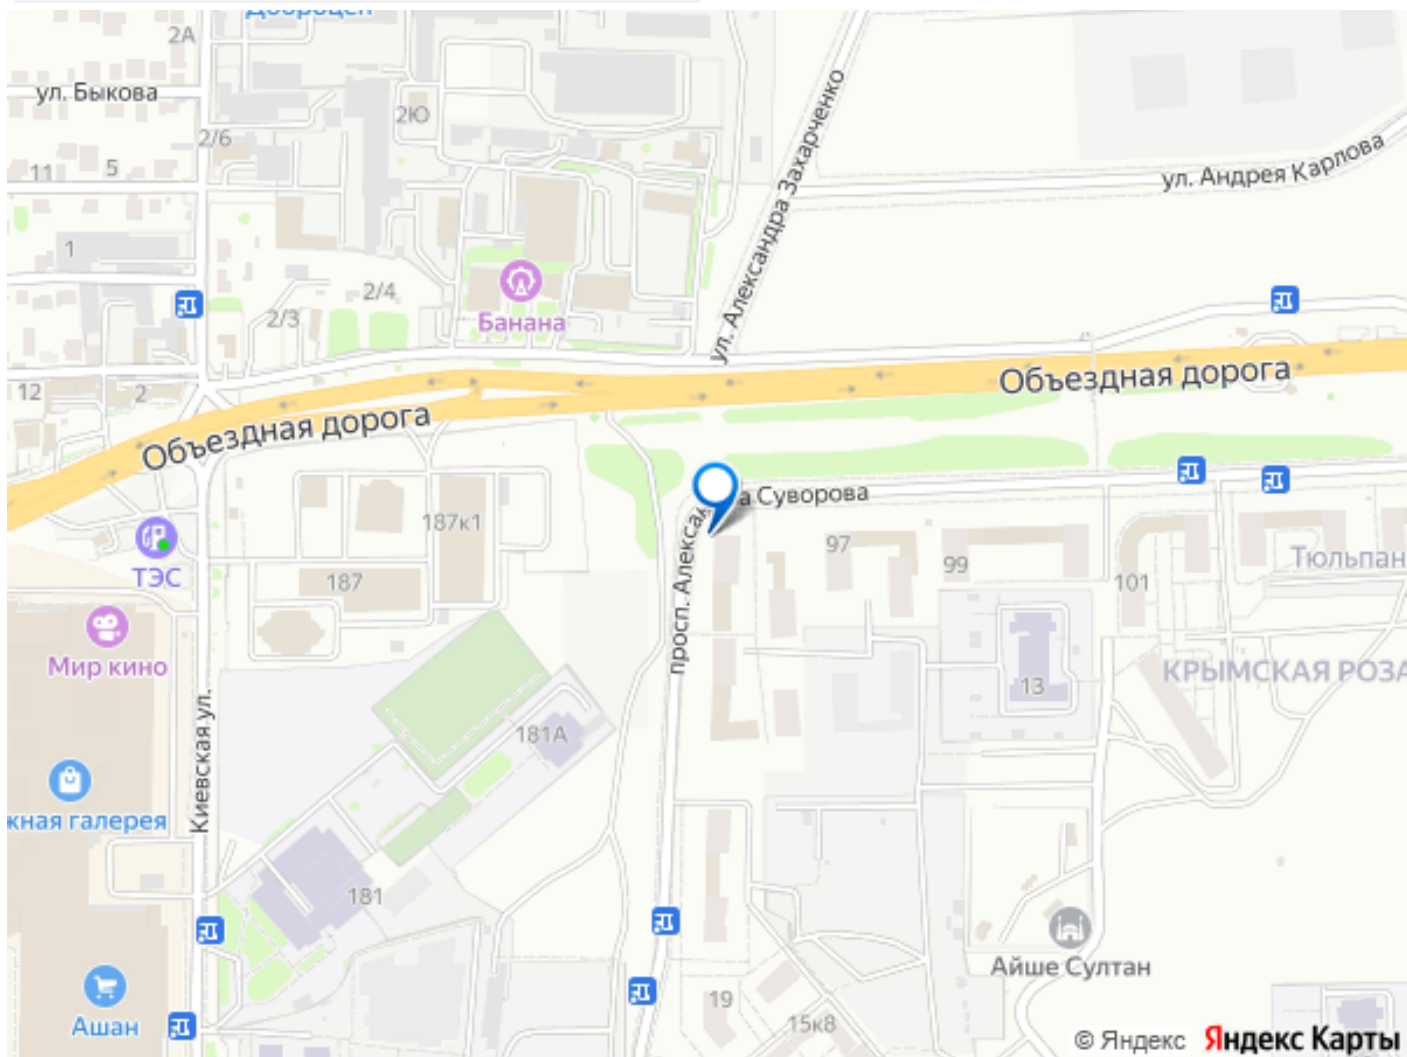 Доброцен
2А
ул. Быкова
2Ю
2/6
11
5
ул. Александра Захарченко
ул. Андрея Карлова
1
2/4
2/3
Банана
12
2
Объездная дорога
Объездная дорога
187к1
просп. Алекса
а Суворова
97
99
101
Тюльпан
ТЭС
187
Мир кино
КРЫМСКАЯ РОЗА
13
181А
Киевская ул.
жная галерея
181
Айше Султан
Ашан
19
15к8
© Яндекс Яндекс Карты